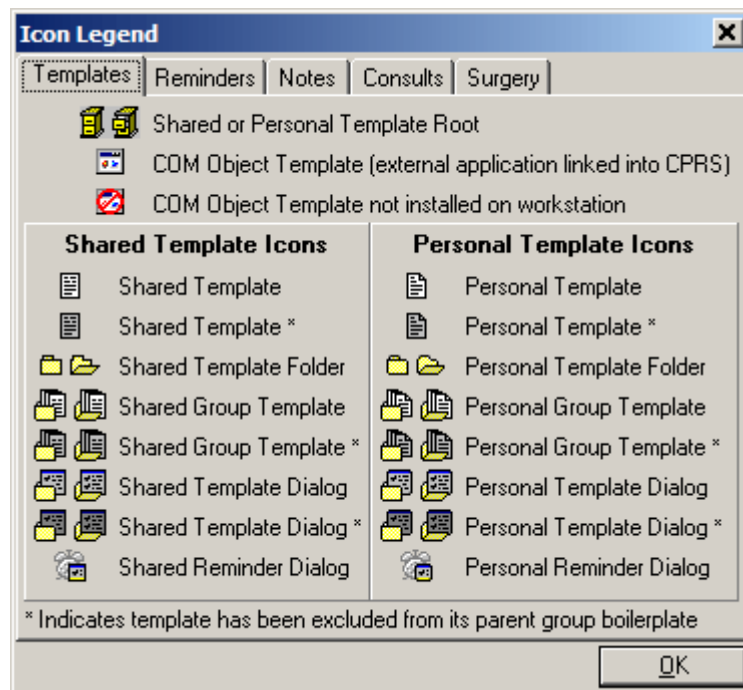 Icon Legend
Templates Reminders Notes Consults Surgery
Shared or Personal Template Root
COM Object Template (external application linked into CPRS)
COM Object Template not installed on workstation
Shared Template Icons
Shared Template
Shared Template *
Shared Template Folder
Shared Group Template
Shared Group Template *
Shared Template Dialog
Shared Template Dialog *
Shared Reminder Dialog
Personal Template Icons
Personal Template
Personal Template *
Personal Template Folder
Personal Group Template
Personal Group Template *
Personal Template Dialog
Personal Template Dialog *
Personal Reminder Dialog
* Indicates template has been excluded from its parent group boilerplate
OK